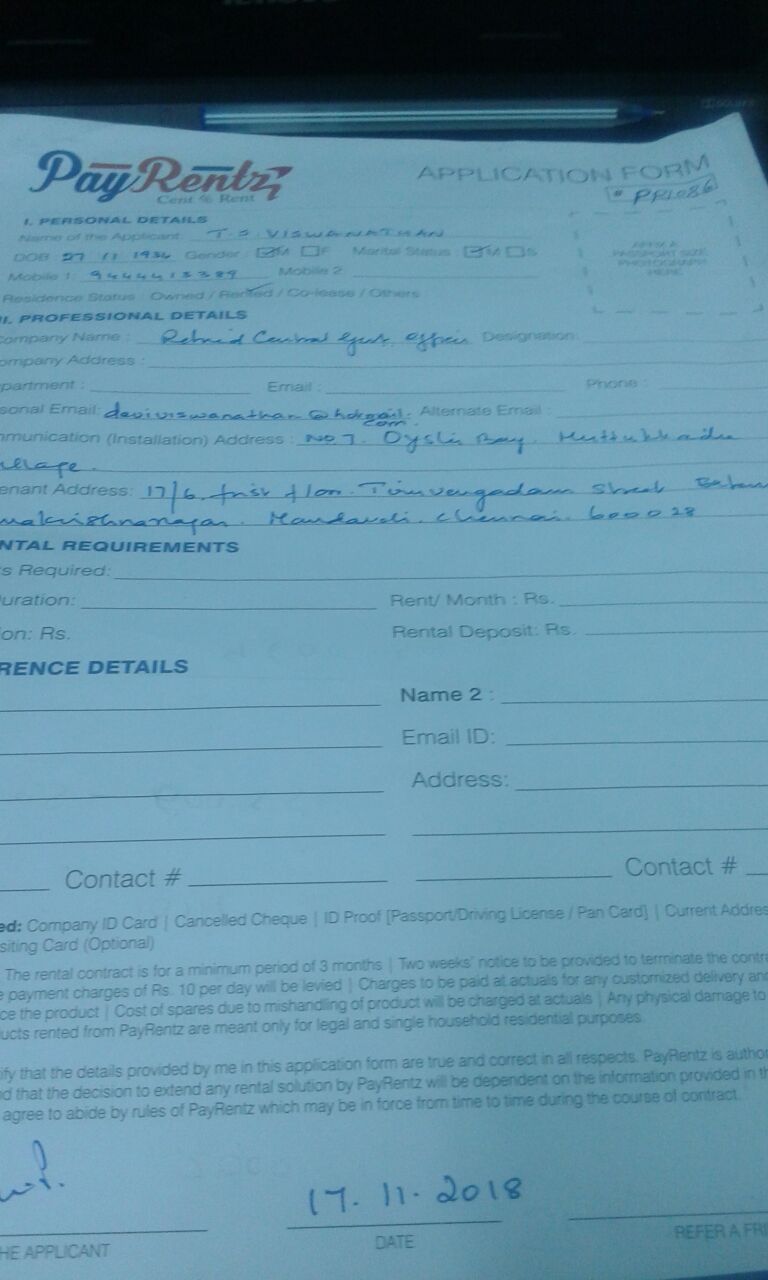 PayRentz
Cent % Rent
APPLICATION FORM
# PR1086
I. PERSONAL DETAILS
Name of the Applicant: T.S. VISWANATHAN
DOB 27 11 1936 Gender: M F Marital Status: M S
Mobile 1: 9444413389 Mobile 2:
Residence Status: Owned / Rented / Co-lease / Others
AFFIX A
PASSPORT SIZE
PHOTOGRAPH
HERE
II. PROFESSIONAL DETAILS
ompany Name: Retired Central Govt. Designation:
ompany Address:
partment: Email: Phone:
sonal Email: deviviswanathan@hotmail. Alternate Email
com
mmunication (Installation) Address: No 7. Oyster Bay. Muttukkadu
village.
enant Address: 17/6. first floor. Tiruvengadam Street
makrishnanagar. Mandaveli. Chennai. 600028
NTAL REQUIREMENTS
s Required:
uration: Rent/ Month : Rs.
on: Rs. Rental Deposit: Rs.
RENCE DETAILS
Name 2 :
Email ID:
Address:
Contact # Contact #
ed: Company ID Card | Cancelled Cheque | ID Proof [Passport/Driving License / Pan Card] | Current Addres
siting Card (Optional)
The rental contract is for a minimum period of 3 months | Two weeks' notice to be provided to terminate the contra
e payment charges of Rs. 10 per day will be levied | Charges to be paid at actuals for any customized delivery an
ce the product | Cost of spares due to mishandling of product will be charged at actuals | Any physical damage to
ucts rented from PayRentz are meant only for legal and single household residential purposes.
ify that the details provided by me in this application form are true and correct in all respects. PayRentz is author
d that the decision to extend any rental solution by PayRentz will be dependent on the information provided in th
agree to abide by rules of PayRentz which may be in force from time to time during the course of contract.
17. 11. 2018
HE APPLICANT DATE REFER A FRI